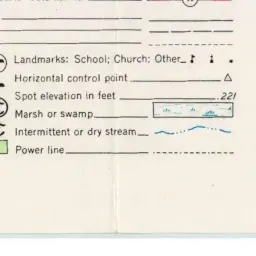 Landmarks: School; Church; Other
Horizontal control point
Spot elevation in feet 221
Marsh or swamp
Intermittent or dry stream
Power line